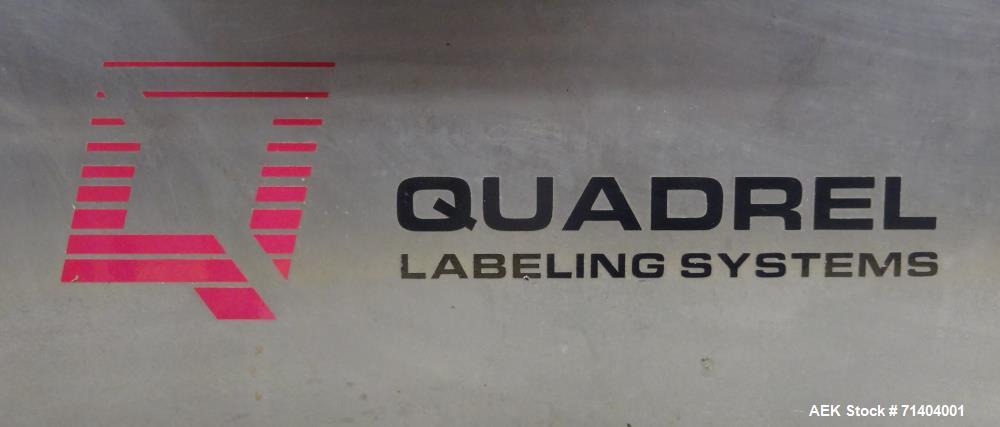 QUADREL
LABELING SYSTEMS
AEK Stock # 71404001